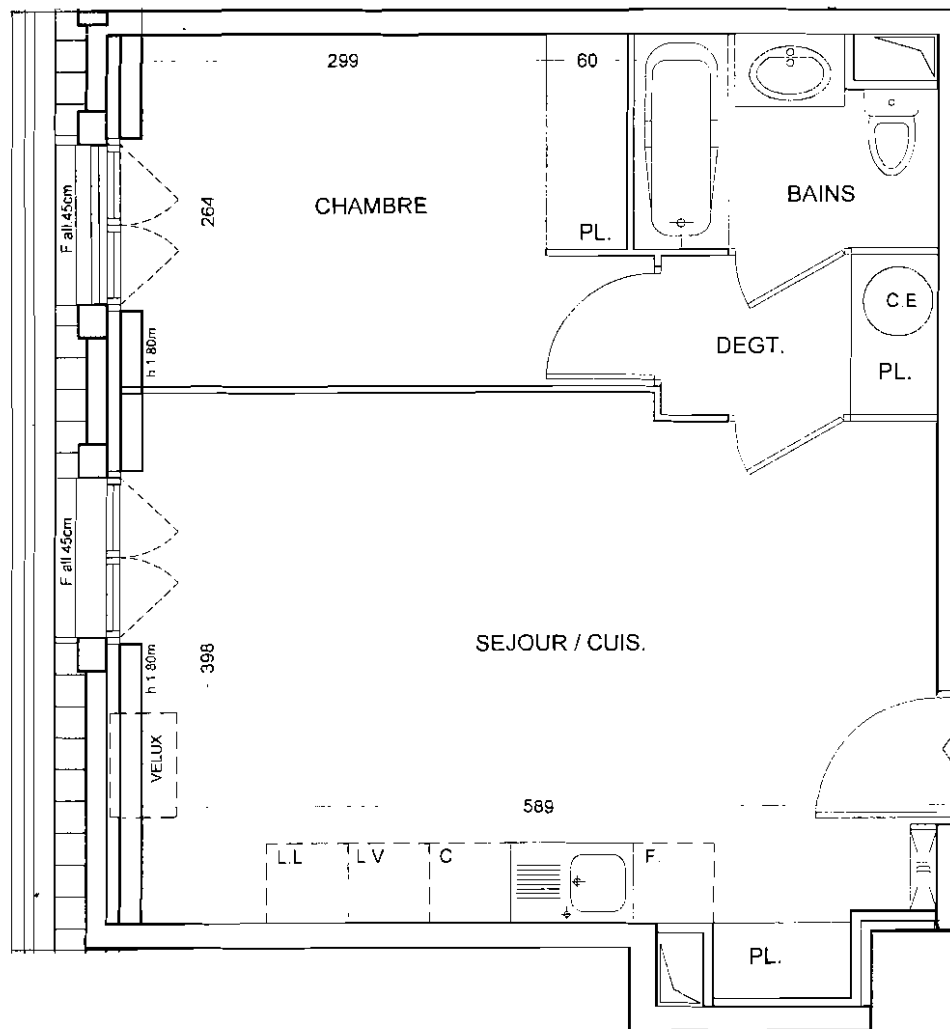 299
60
264
CHAMBRE
PL.
BAINS
C
F all.45cm
C.E
PL.
DEGT.
h 1.80m
F all 45cm
SEJOUR / CUIS.
398
h 1.80m
VELUX
589
L.L
L V
C
F.
PL.